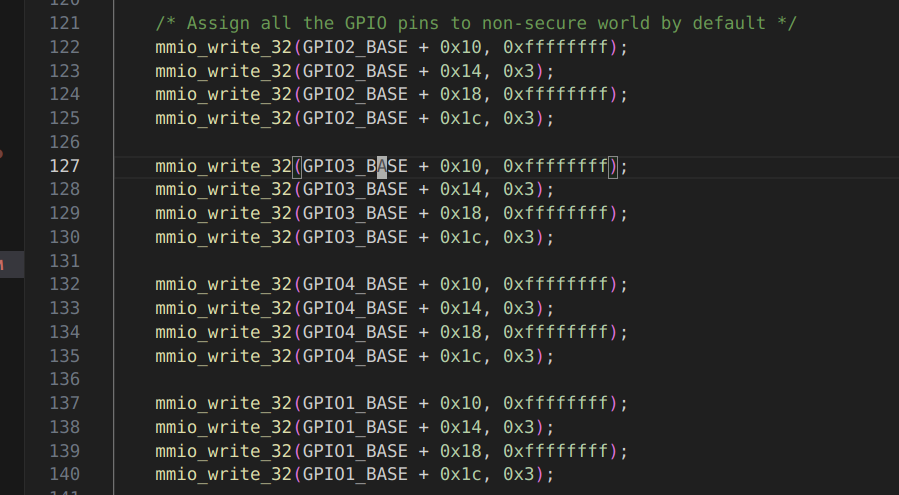 120
121 /* Assign all the GPIO pins to non-secure world by default */
122 mmio_write_32(GPIO2_BASE + 0x10, 0xffffffff);
123 mmio_write_32(GPIO2_BASE + 0x14, 0x3);
124 mmio_write_32(GPIO2_BASE + 0x18, 0xffffffff);
125 mmio_write_32(GPIO2_BASE + 0x1c, 0x3);
126
127 mmio_write_32(GPIO3_BASE + 0x10, 0xffffffff);
128 mmio_write_32(GPIO3_BASE + 0x14, 0x3);
129 mmio_write_32(GPIO3_BASE + 0x18, 0xffffffff);
130 mmio_write_32(GPIO3_BASE + 0x1c, 0x3);
131
132 mmio_write_32(GPIO4_BASE + 0x10, 0xffffffff);
133 mmio_write_32(GPIO4_BASE + 0x14, 0x3);
134 mmio_write_32(GPIO4_BASE + 0x18, 0xffffffff);
135 mmio_write_32(GPIO4_BASE + 0x1c, 0x3);
136
137 mmio_write_32(GPIO1_BASE + 0x10, 0xffffffff);
138 mmio_write_32(GPIO1_BASE + 0x14, 0x3);
139 mmio_write_32(GPIO1_BASE + 0x18, 0xffffffff);
140 mmio_write_32(GPIO1_BASE + 0x1c, 0x3);
141